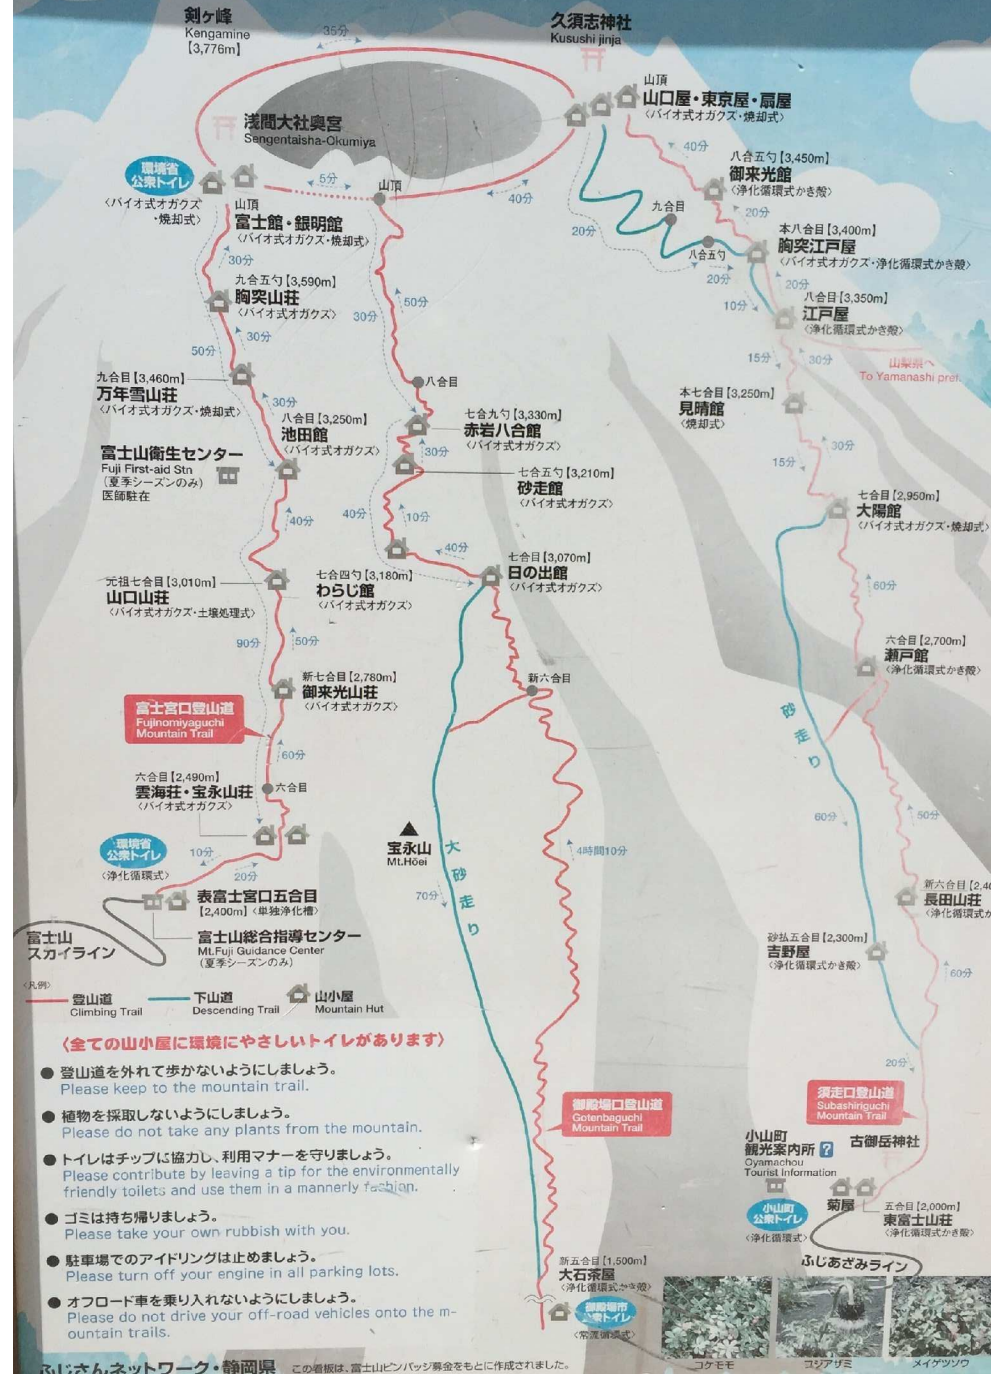 剣ヶ峰
Kengamine
【3,776m】
35分
久須志神社
Kusushi jinja
浅間大社奥宮
Sengentaisha-Okumiya
環境省
公衆トイレ
〈バイオ式オガクズ
・焼却式〉
5分
山頂
40分
山頂
富士館・銀明館
〈バイオ式オガクズ・焼却式〉
30分
九合五勺【3,590m】
胸突山荘
〈バイオ式オガクズ〉
30分
50分
九合目【3,460m】
万年雪山荘
〈バイオ式オガクズ・焼却式〉
30分
八合目【3,250m】
池田館
〈バイオ式オガクズ〉
富士山衛生センター
Fuji First-aid Stn
(夏季シーズンのみ)
医師駐在
40分
元祖七合目【3,010m】
山口山荘
〈バイオ式オガクズ・土壌処理式〉
90分
50分
新七合目【2,780m】
御来光山荘
〈バイオ式オガクズ〉
富士宮口登山道
Fujinomiyaguchi
Mountain Trail
60分
六合目【2,490m】
雲海荘・宝永山荘
〈バイオ式オガクズ〉
六合目
環境省
公衆トイレ
〈浄化循環式〉
10分
20分
表富士宮口五合目
【2,400m】〈単独浄化槽〉
富士山
スカイライン
富士山総合指導センター
Mt.Fuji Guidance Center
(夏季シーズンのみ)
50分
30分
八合目
七合九勺【3,330m】
赤岩八合館
〈バイオ式オガクズ〉
30分
七合五勺【3,210m】
砂走館
〈バイオ式オガクズ〉
40分
10分
40分
七合四勺【3,180m】
わらじ館
〈バイオ式オガクズ〉
七合目【3,070m】
日の出館
〈バイオ式オガクズ〉
新六合目
宝永山
Mt.Hōei
大砂走り
70分
4時間10分
御殿場口登山道
Gotenbaguchi
Mountain Trail
新五合目【1,500m】
大石茶屋
〈浄化循環式かき殻〉
御殿場市
公衆トイレ
〈常流循環式〉
山頂
山口屋・東京屋・扇屋
〈バイオ式オガクズ・焼却式〉
40分
八合五勺【3,450m】
御来光館
〈浄化循環式かき殻〉
20分
九合目
八合五勺
20分
20分
本八合目【3,400m】
胸突江戸屋
〈バイオ式オガクズ・浄化循環式かき殻〉
20分
10分
八合目【3,350m】
江戸屋
〈浄化循環式かき殻〉
15分
30分
山梨県へ
To Yamanashi pref.
本七合目【3,250m】
見晴館
〈焼却式〉
30分
15分
七合目【2,950m】
大陽館
〈バイオ式オガクズ・焼却式〉
60分
六合目【2,700m】
瀬戸館
〈浄化循環式かき殻〉
砂走り
60分
50分
新六合目【2,4
長田山荘
〈浄化循環式か
砂払五合目【2,300m】
吉野屋
〈浄化循環式かき殻〉
60分
20分
須走口登山道
Subashiriguchi
Mountain Trail
小山町
観光案内所
?
Oyamachou
Tourist Information
古御岳神社
小山町
公衆トイレ
〈浄化循環式〉
菊屋
五合目【2,000m】
東富士山荘
〈浄化循環式かき殻〉
ふじあざみライン
〈凡例〉
登山道
Climbing Trail
下山道
Descending Trail
山小屋
Mountain Hut
〈全ての山小屋に環境にやさしいトイレがあります〉
● 登山道を外れて歩かないようにしましょう。
Please keep to the mountain trail.
● 植物を採取しないようにしましょう。
Please do not take any plants from the mountain.
● トイレはチップに協力し、利用マナーを守りましょう。
Please contribute by leaving a tip for the environmentally
friendly toilets and use them in a mannerly fashion.
● ゴミは持ち帰りましょう。
Please take your own rubbish with you.
● 駐車場でのアイドリングは止めましょう。
Please turn off your engine in all parking lots.
● オフロード車を乗り入れないようにしましょう。
Please do not drive your off-road vehicles onto the m-
ountain trails.
コケモモ
フジアザミ
メイゲツソウ
ふじさんネットワーク・静岡県
この看板は、富士山ピンバッジ募金をもとに作成されました。